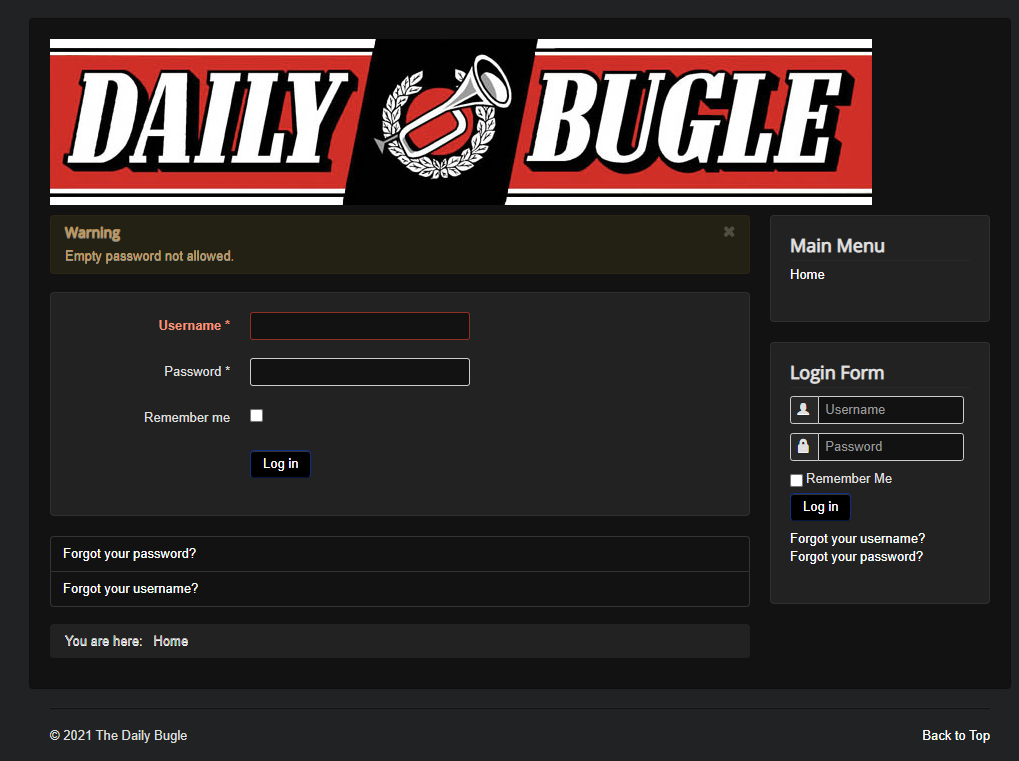 DAILY BUGLE
Warning
Empty password not allowed.
Username *
Password *
Remember me
Log in
Forgot your password?
Forgot your username?
You are here: Home
Main Menu
Home
Login Form
Username
Password
Remember Me
Log in
Forgot your username?
Forgot your password?
© 2021 The Daily Bugle
Back to Top